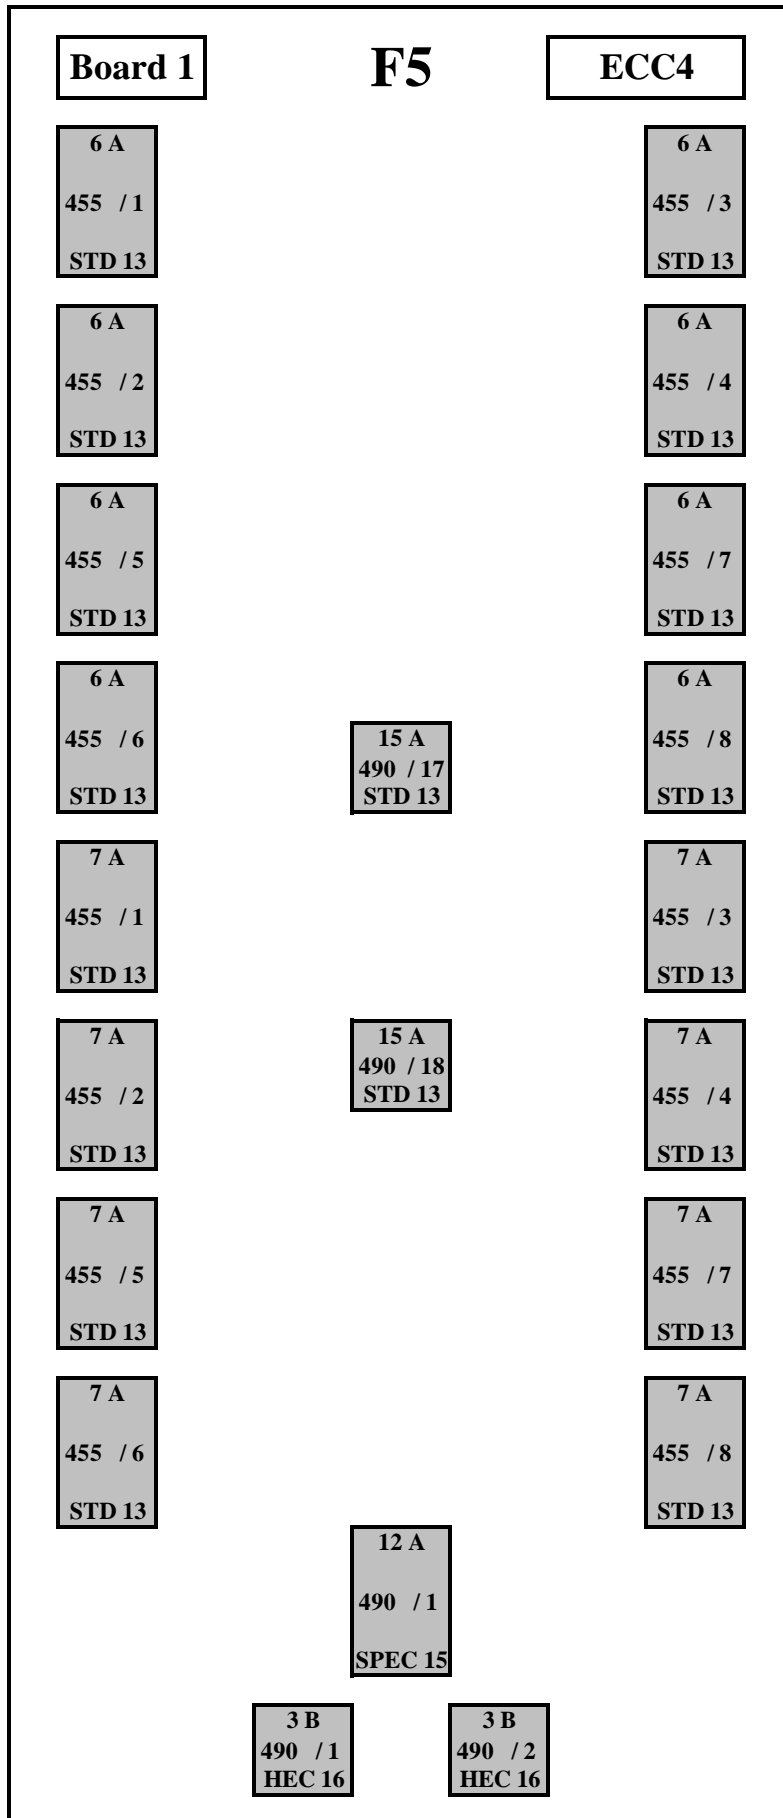 Board 1
F5
ECC4
6 A
455 / 1
STD 13
6 A
455 / 3
STD 13
6 A
455 / 2
STD 13
6 A
455 / 4
STD 13
6 A
455 / 5
STD 13
6 A
455 / 7
STD 13
6 A
455 / 6
STD 13
15 A
490 / 17
STD 13
6 A
455 / 8
STD 13
7 A
455 / 1
STD 13
7 A
455 / 3
STD 13
7 A
455 / 2
STD 13
15 A
490 / 18
STD 13
7 A
455 / 4
STD 13
7 A
455 / 5
STD 13
7 A
455 / 7
STD 13
7 A
455 / 6
STD 13
7 A
455 / 8
STD 13
12 A
490 / 1
SPEC 15
3 B
490 / 1
HEC 16
3 B
490 / 2
HEC 16